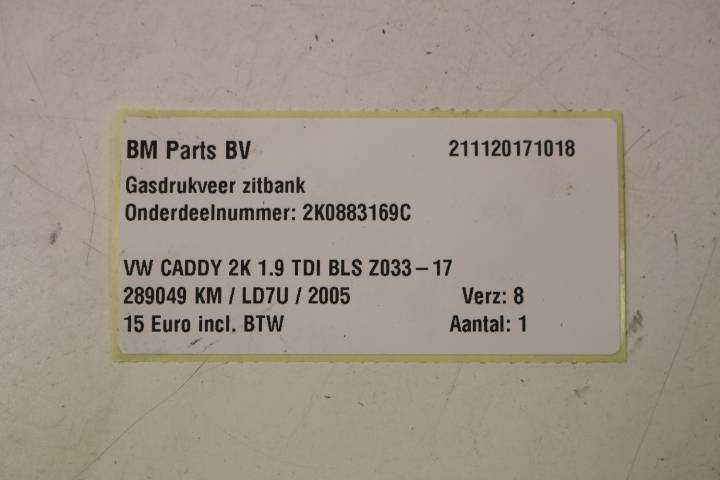 BM Parts BV 211120171018
Gasdrukveer zitbank
Onderdeelnummer: 2K0883169C
VW CADDY 2K 1.9 TDI BLS Z033 – 17
289049 KM / LD7U / 2005 Verz: 8
15 Euro incl. BTW Aantal: 1